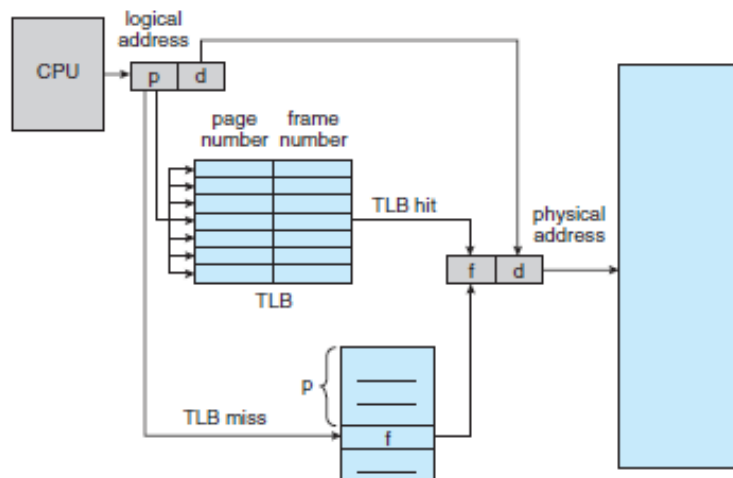 logical
address
CPU
p d
page
number
frame
number
TLB hit
physical
address
f d
TLB
p
TLB miss
f